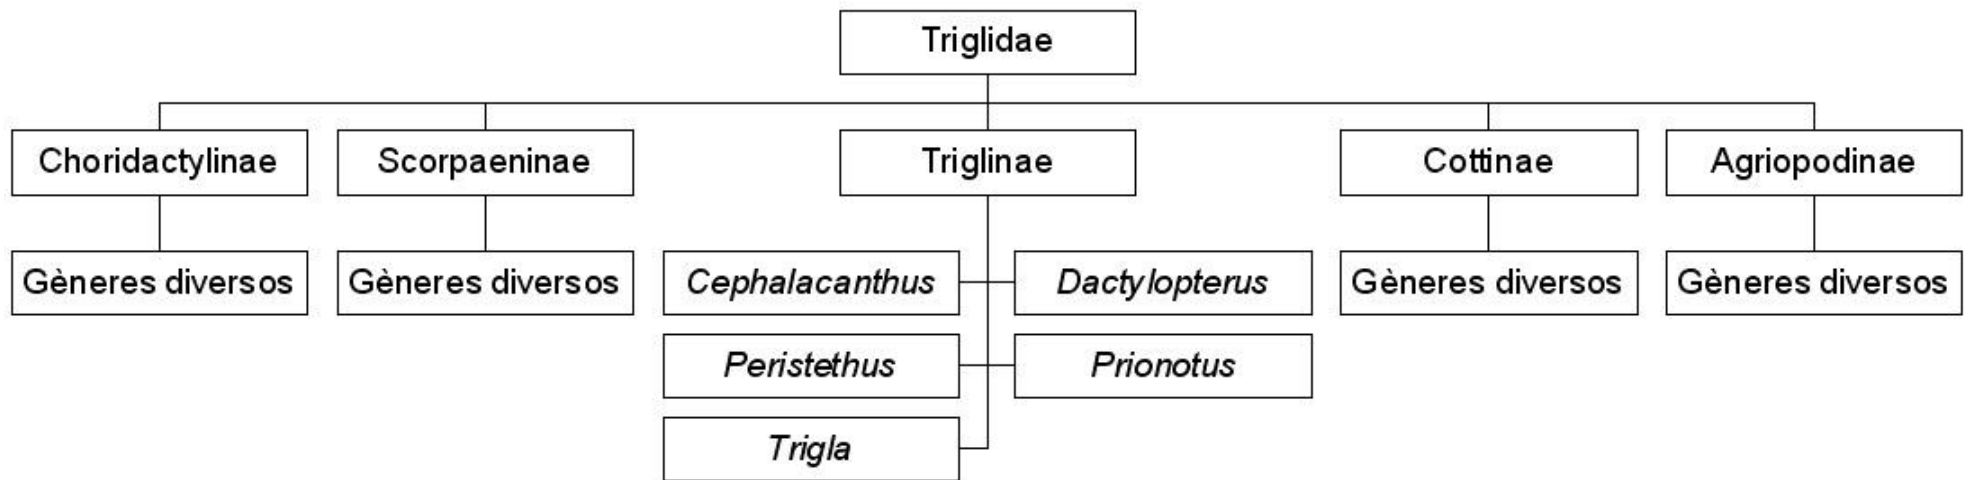 Triglidae
Choridactylinae
Scorpaeninae
Triglinae
Cottinae
Agriopodinae
Gèneres diversos
Gèneres diversos
Cephalacanthus
Dactylopterus
Gèneres diversos
Gèneres diversos
Peristethus
Prionotus
Trigla